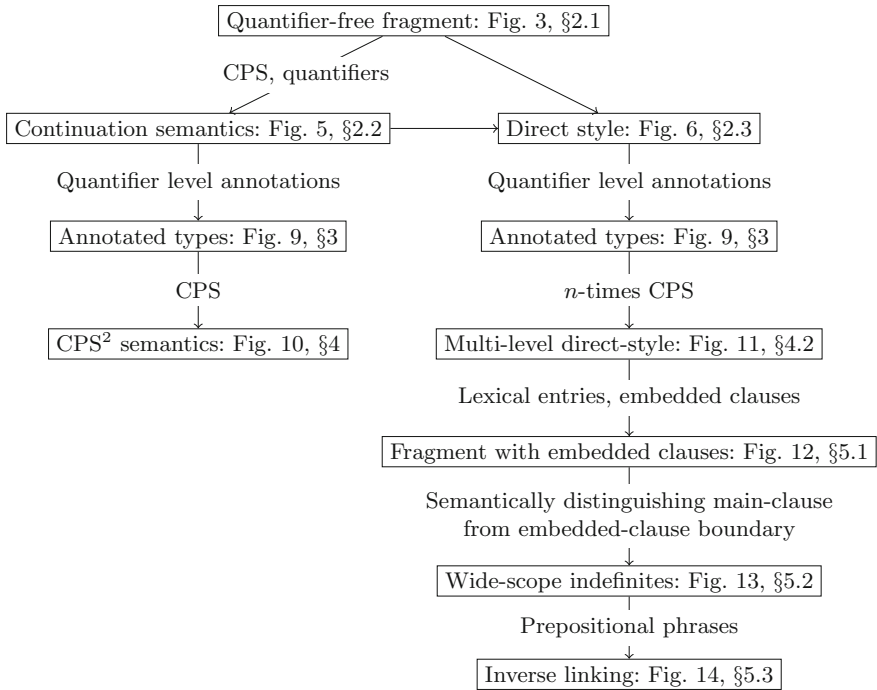 Quantifier-free fragment: Fig. 3, §2.1
CPS, quantifiers
Continuation semantics: Fig. 5, §2.2
Direct style: Fig. 6, §2.3
Quantifier level annotations
Quantifier level annotations
Annotated types: Fig. 9, §3
Annotated types: Fig. 9, §3
CPS
n-times CPS
CPS² semantics: Fig. 10, §4
Multi-level direct-style: Fig. 11, §4.2
Lexical entries, embedded clauses
Fragment with embedded clauses: Fig. 12, §5.1
Semantically distinguishing main-clause
from embedded-clause boundary
Wide-scope indefinites: Fig. 13, §5.2
Prepositional phrases
Inverse linking: Fig. 14, §5.3